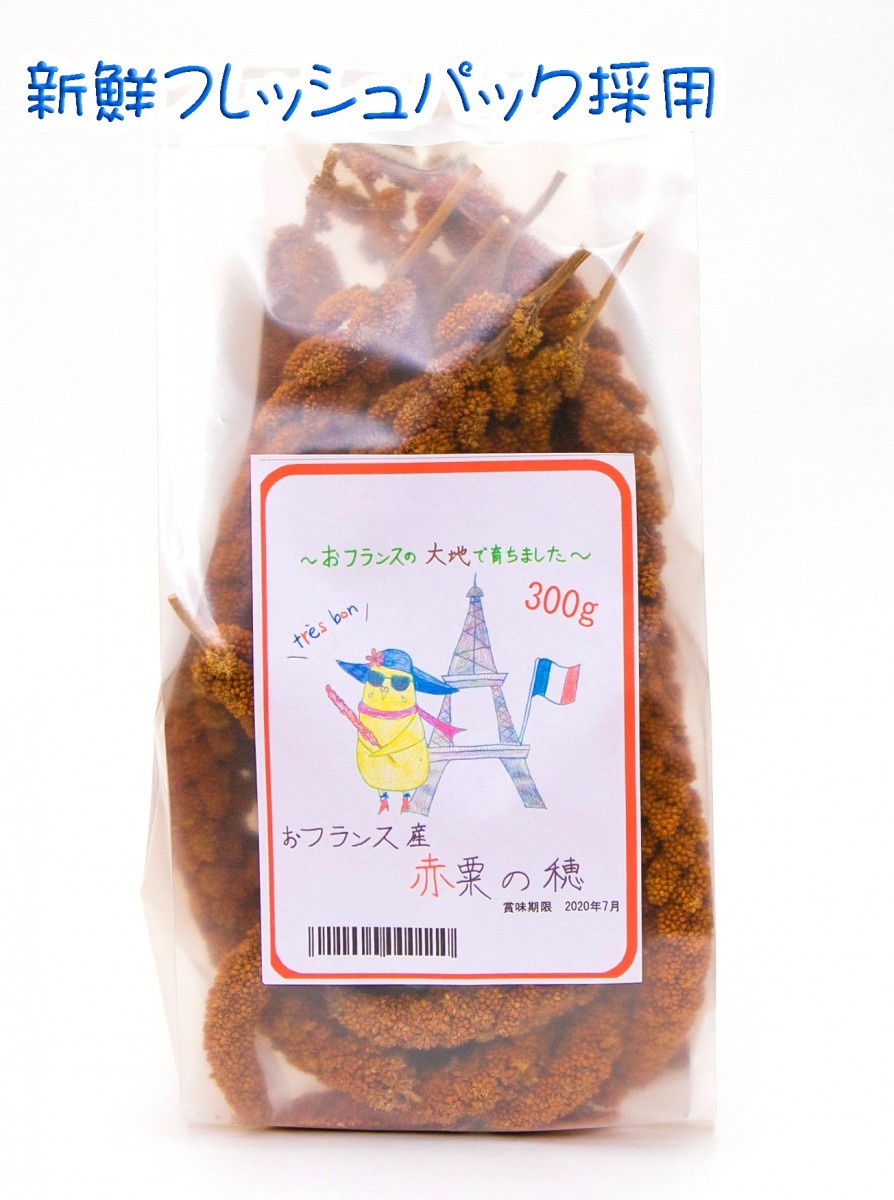 新鮮フレッシュパック採用
～おフランスの 大地で育ちました～
300g
très bon
おフランス産
赤粟の穂
賞味期限 2020年7月